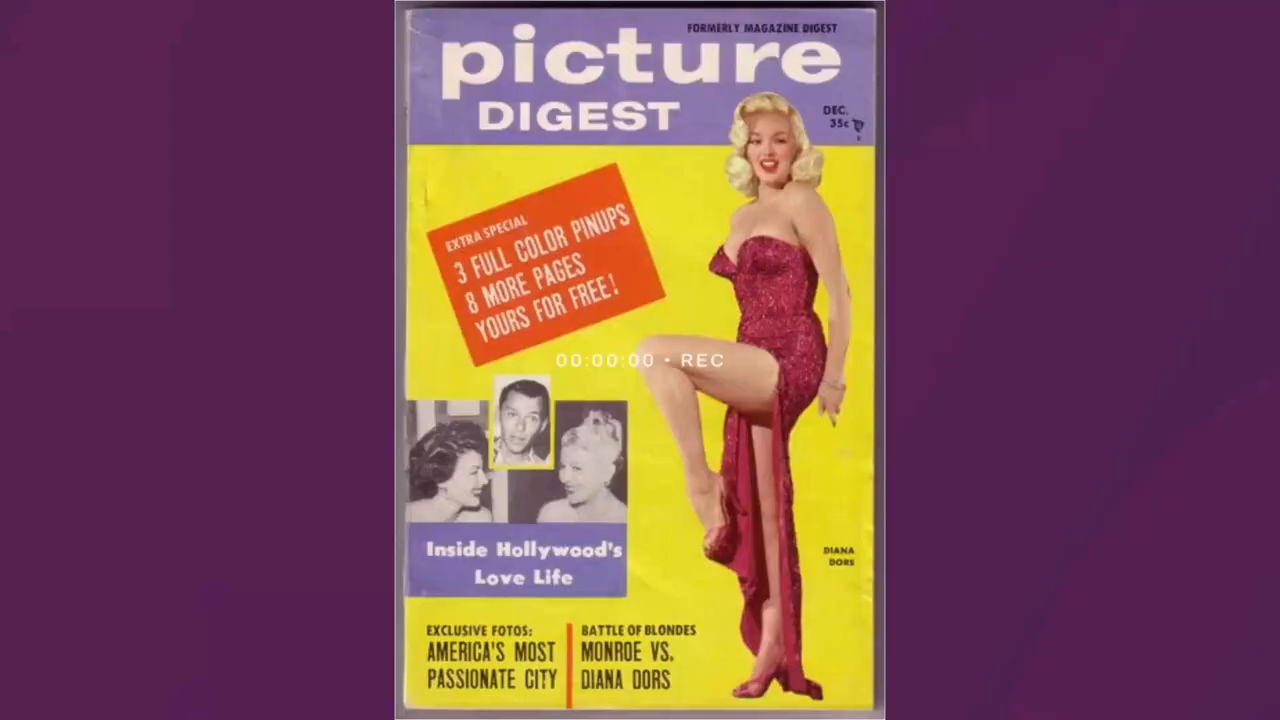 FORMERLY MAGAZINE DIGEST
picture
DIGEST
DEC.
35c
EXTRA SPECIAL
3 FULL COLOR PINUPS
8 MORE PAGES
YOURS FOR FREE!
00:00:00 • REC
Inside Hollywood's
Love Life
DIANA
DORS
EXCLUSIVE FOTOS:
AMERICA'S MOST
PASSIONATE CITY
BATTLE OF BLONDES
MONROE VS.
DIANA DORS